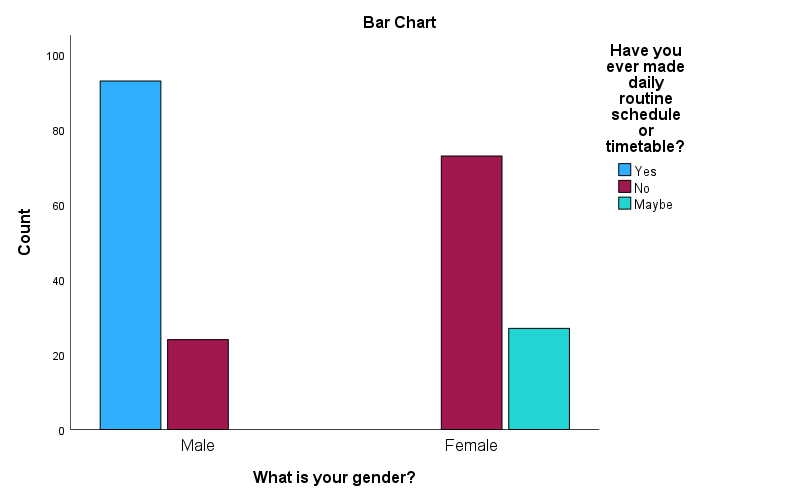 Bar Chart
Have you
ever made
daily
routine
schedule
or
timetable?
Yes
No
Maybe
Count
100
80
60
40
20
0
Male
Female
What is your gender?